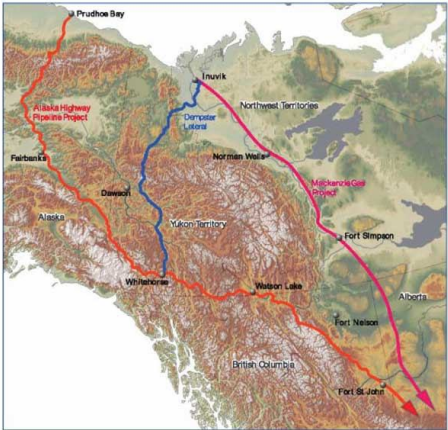 Prudhoe Bay
Inuvik
Alaska Highway
Pipeline Project
Northwest Territories
Dempster
Lateral
Fairbanks
Norman Wells
Mackenzie Gas
Project
Dawson
Alaska
Yukon Territory
Fort Simpson
Whitehorse
Watson Lake
Alberta
Fort Nelson
British Columbia
Fort St John